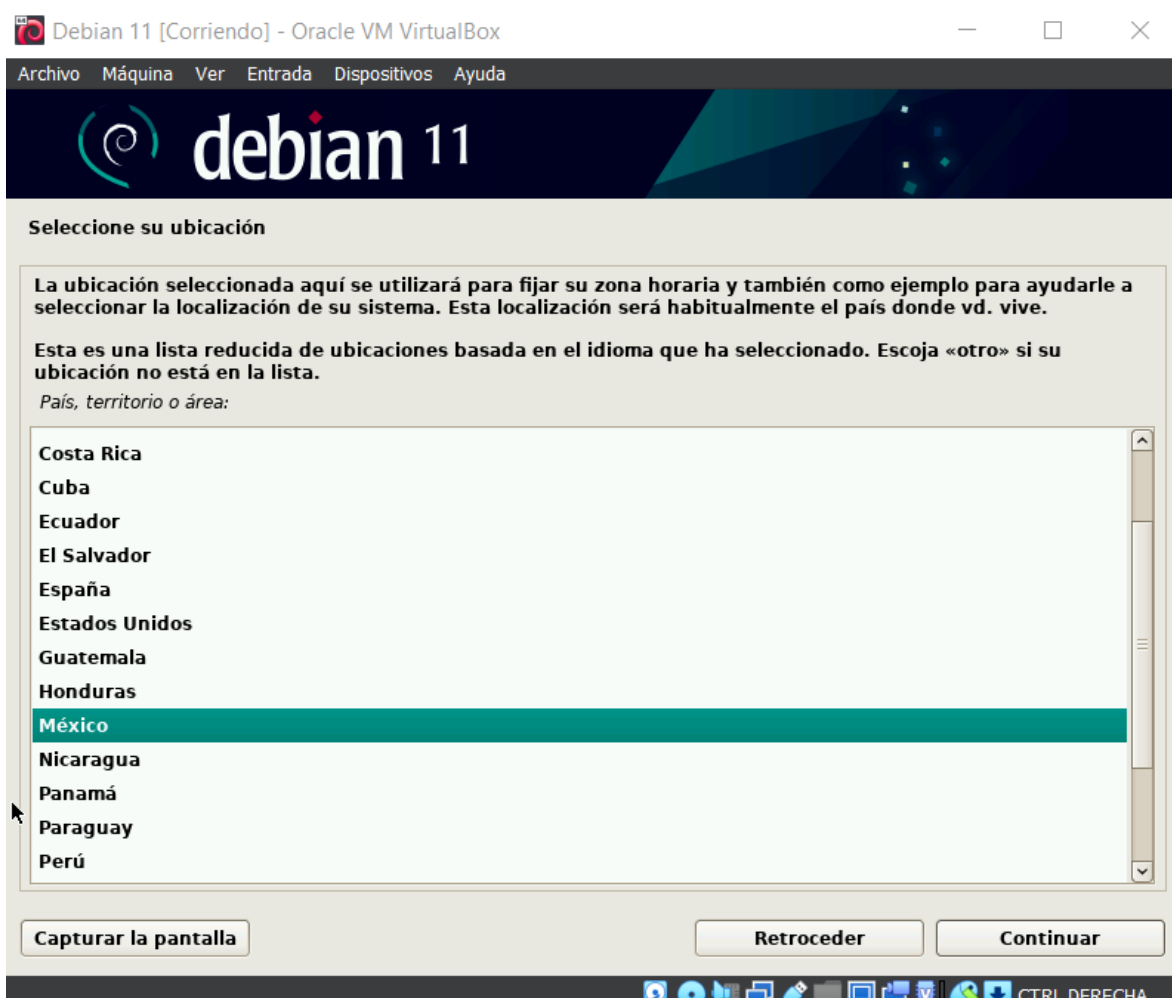 Debian 11 [Corriendo] - Oracle VM VirtualBox
Archivo Máquina Ver Entrada Dispositivos Ayuda
debian 11
Seleccione su ubicación
La ubicación seleccionada aquí se utilizará para fijar su zona horaria y también como ejemplo para ayudarle a
seleccionar la localización de su sistema. Esta localización será habitualmente el país donde vd. vive.
Esta es una lista reducida de ubicaciones basada en el idioma que ha seleccionado. Escoja «otro» si su
ubicación no está en la lista.
País, territorio o área:
Costa Rica
Cuba
Ecuador
El Salvador
España
Estados Unidos
Guatemala
Honduras
México
Nicaragua
Panamá
Paraguay
Perú
Capturar la pantalla Retroceder Continuar
CTRL DERECHA